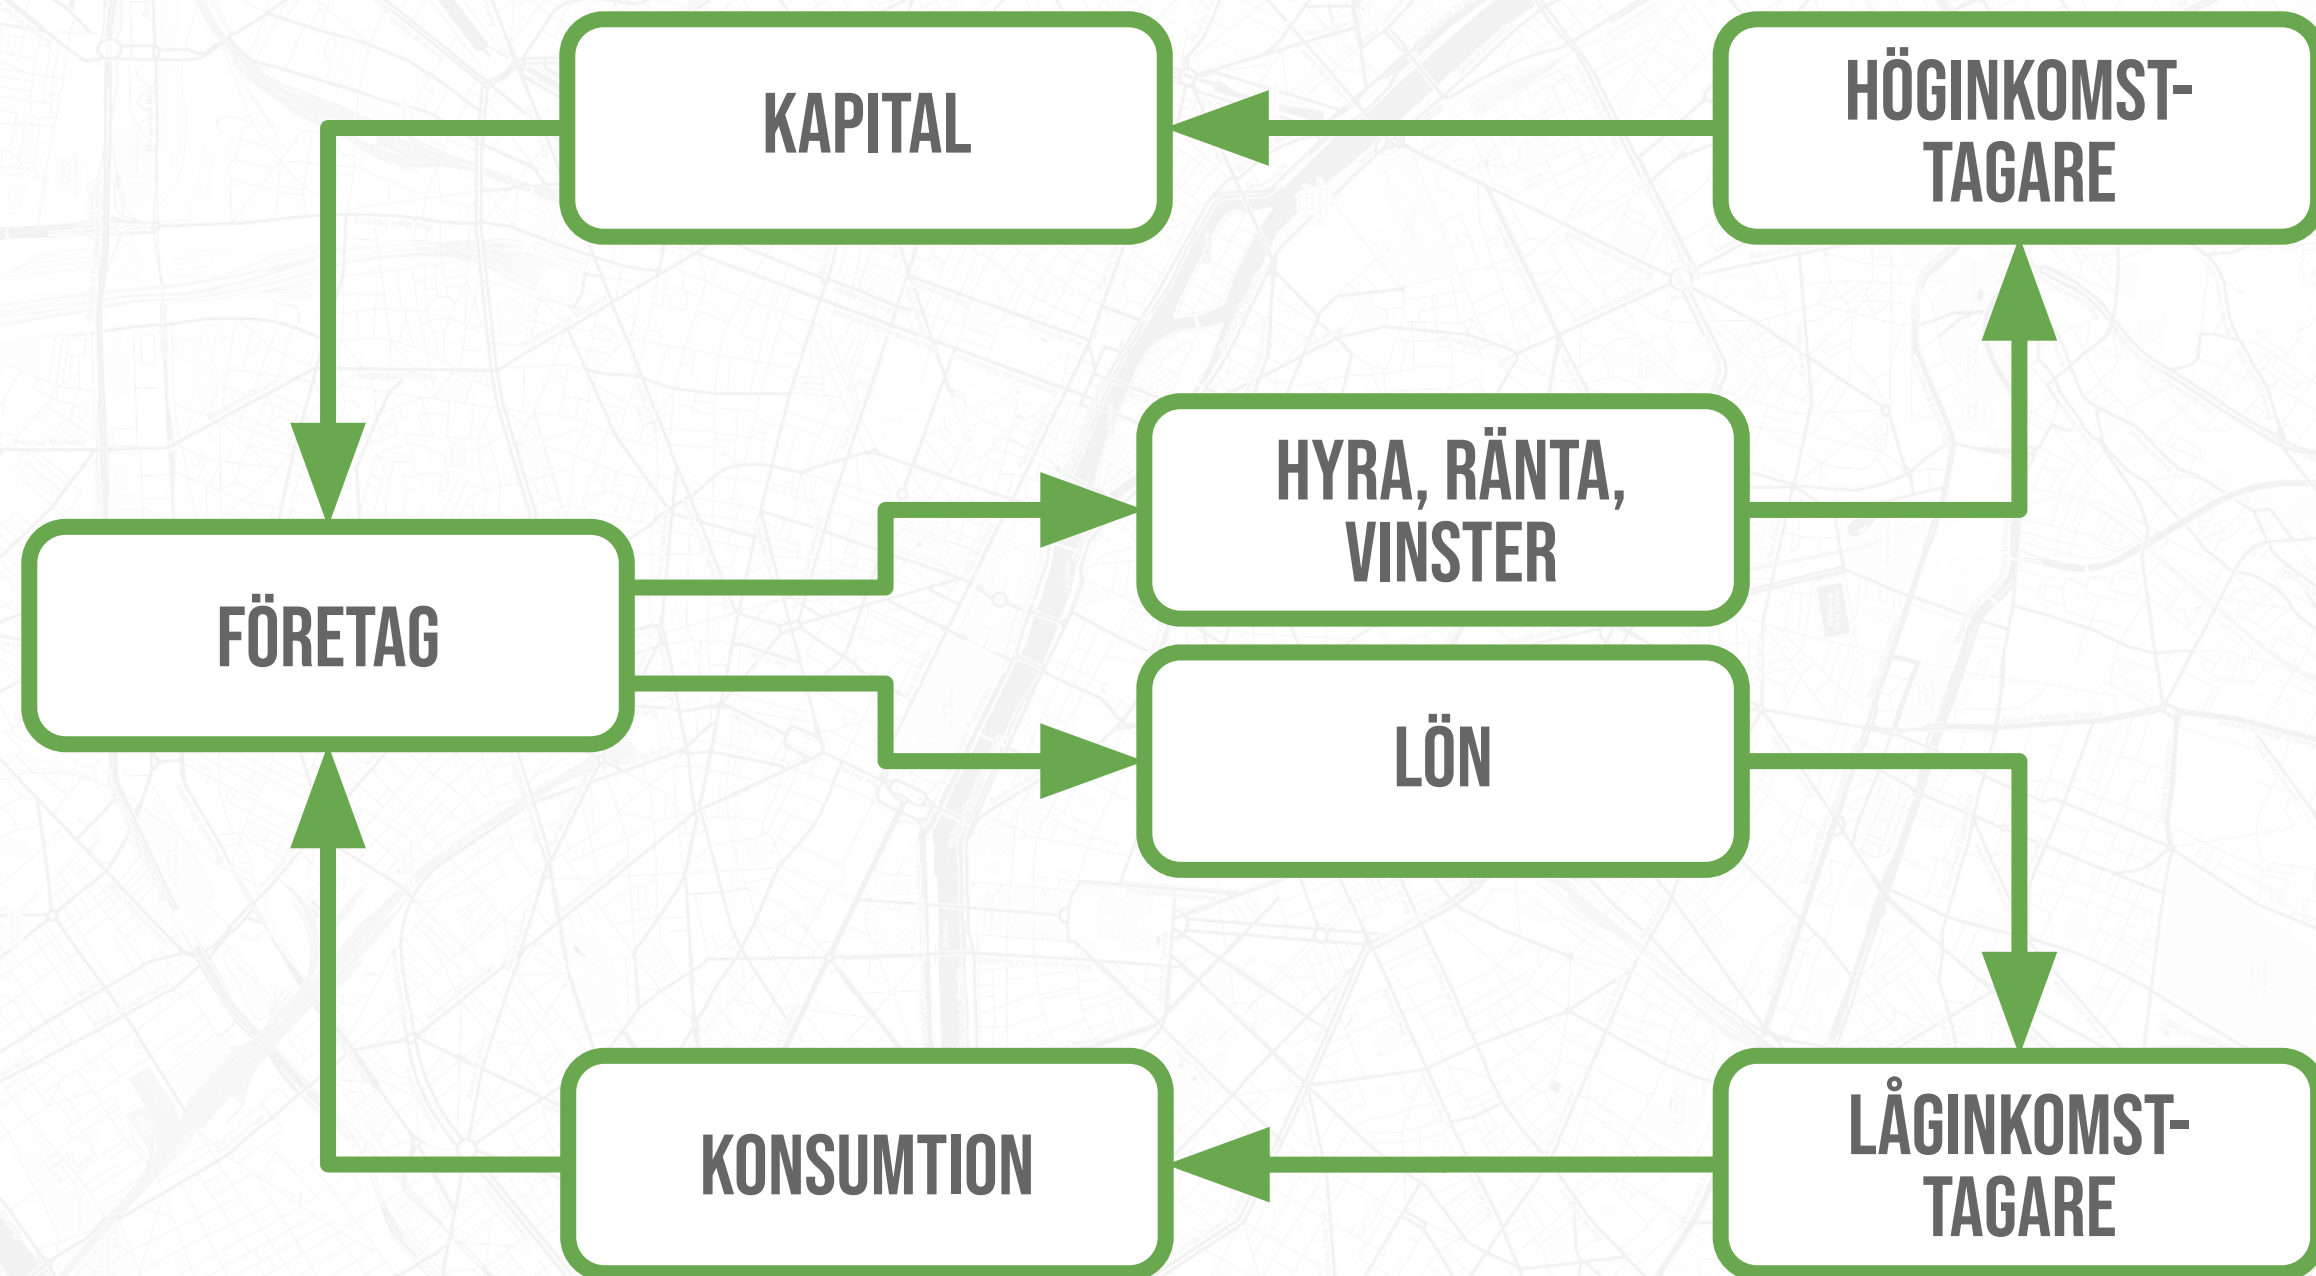 KAPITAL
HÖGINKOMST-
TAGARE
HYRA, RÄNTA,
VINSTER
FÖRETAG
LÖN
KONSUMTION
LÅGINKOMST-
TAGARE